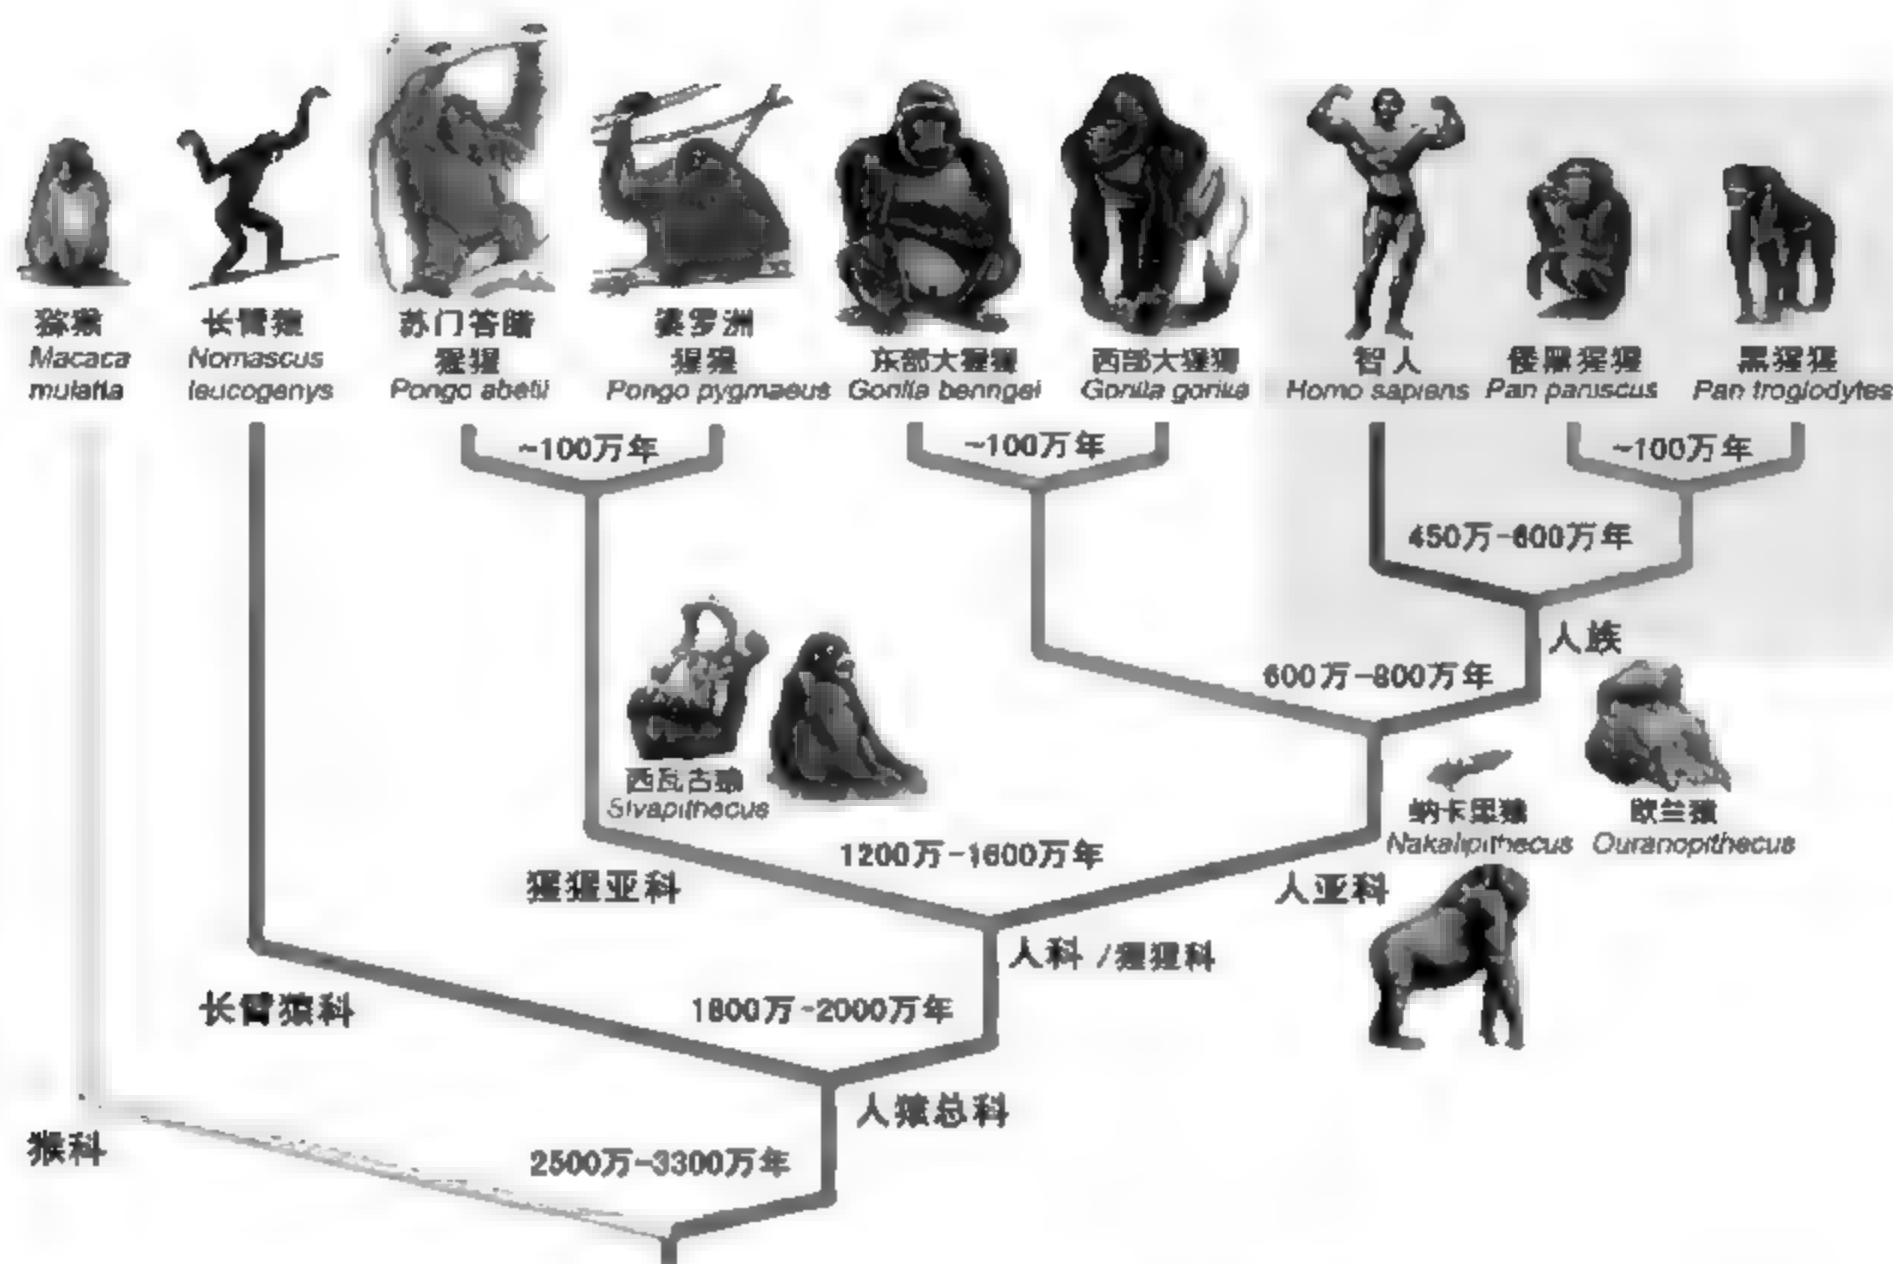 猕猴
Macaca
mulatta
长臂猿
Nomascus
leucogenys
苏门答腊
猩猩
Pongo abelii
婆罗洲
猩猩
Pongo pygmaeus
东部大猩猩
Gorilla beringei
西部大猩猩
Gorilla gorilla
智人
Homo sapiens
倭黑猩猩
Pan paniscus
黑猩猩
Pan troglodytes
~100万年
~100万年
~100万年
450万-600万年
人族
600万-800万年
西瓦古猿
Sivapithecus
纳卡里猿
Nakalipithecus
欧兰猿
Ouranopithecus
1200万-1600万年
猩猩亚科
人亚科
人科 /猩猩科
长臂猿科
1800万-2000万年
人猿总科
猴科
2500万-3300万年